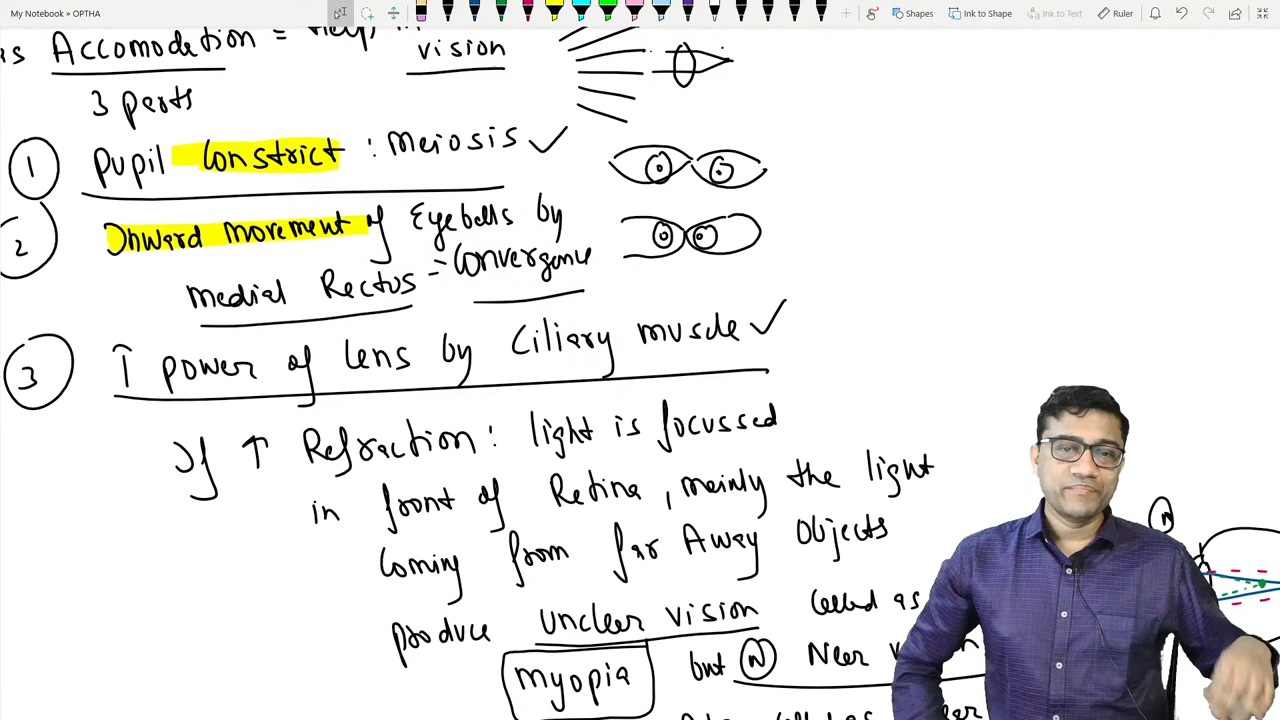 My Notebook » OPTHA
Shapes
Ink to Shape
Ink to Text
Ruler
Accomodation =
vision
3 parts
1 Pupil Constrict : Meiosis ✓
2 Inward movement of Eyeballs by
Medial Rectus = Convergance
3 ↑ power of lens by Ciliary muscle ✓
If ↑ Refraction : light is focussed
in front of Retina , mainly the light
Coming from far Away Objects
produce unclear vision Called as
Myopia but N Near
N